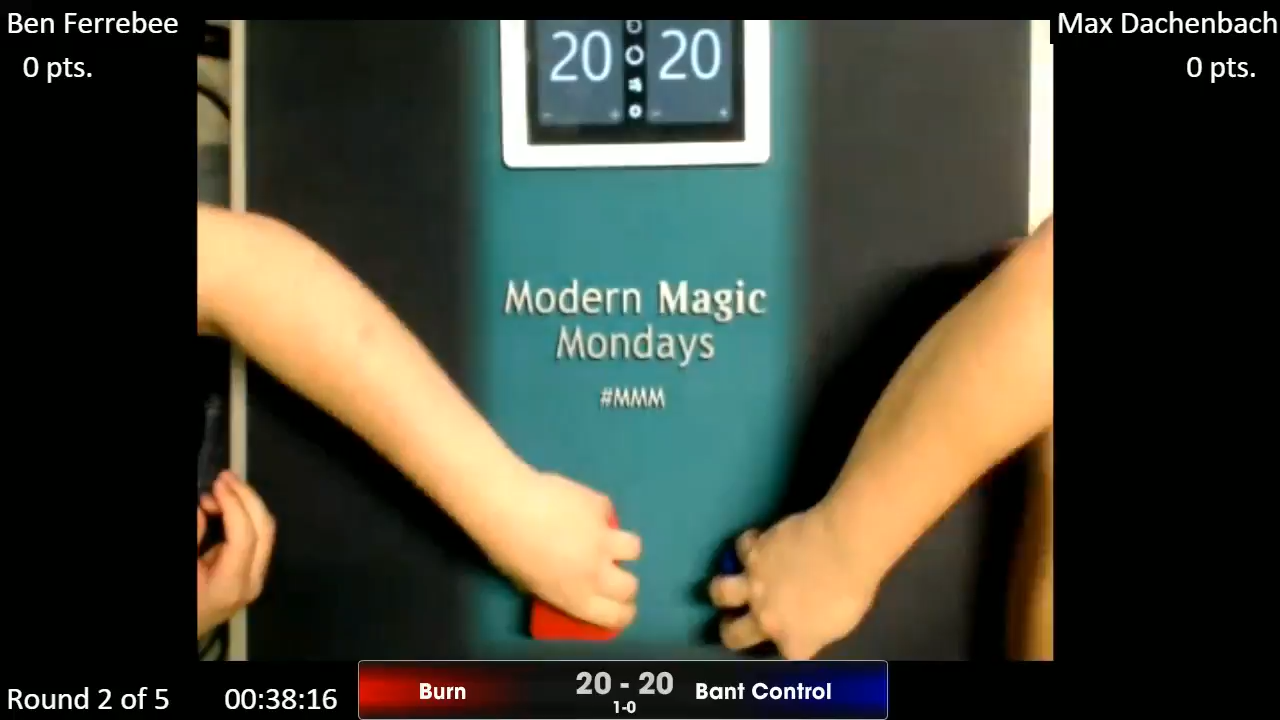 Ben Ferrebee
0 pts.
Max Dachenbach
0 pts.
20 20
Modern Magic
Mondays
#MMM
Round 2 of 5
00:38:16
Burn
20 - 20
1-0
Bant Control